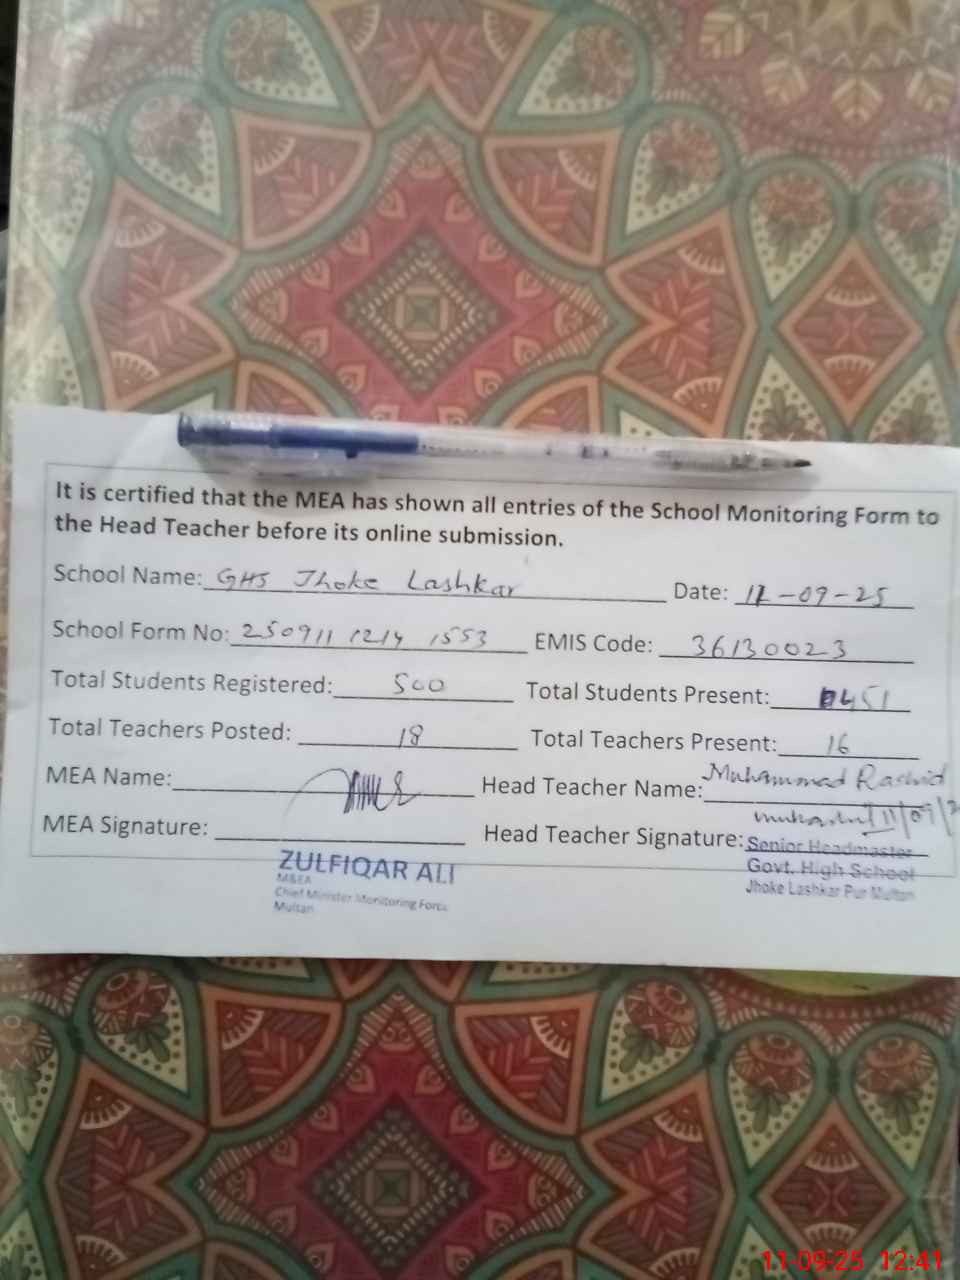 It is certified that the MEA has shown all entries of the School Monitoring Form to
the Head Teacher before its online submission.
School Name: GHS Jhoke Lashkar Date: 11-09-25
School Form No: 250911 1214 1553 EMIS Code: 36130023
Total Students Registered: 500 Total Students Present: 451
Total Teachers Posted: 18 Total Teachers Present: 16
MEA Name: Head Teacher Name: Muhammad Rashid
11/09/2
MEA Signature: Head Teacher Signature:
Senior Headmaster
Govt. High School
Jhoke Lashkar Pur Multan
ZULFIQAR ALI
M&EA
Chief Minister Monitoring Force
Multan
11-09-25 12:41